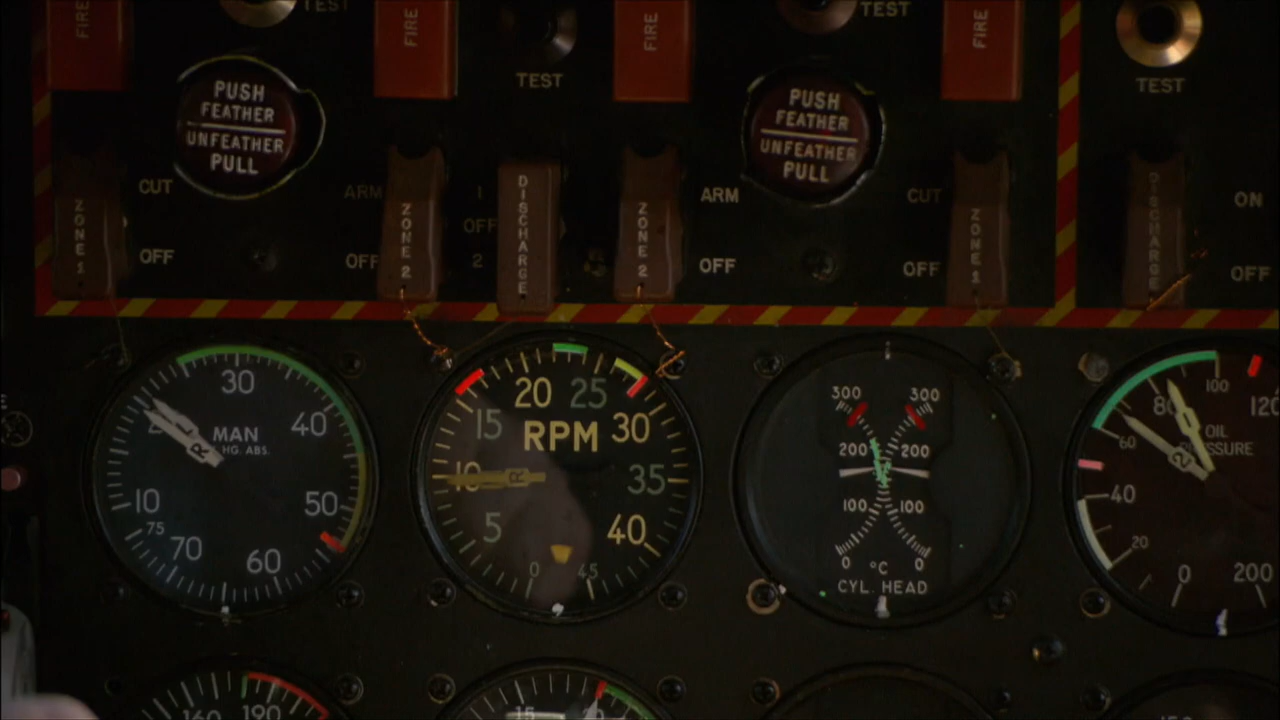 FIRE
FIRE
FIRE
FIRE
TEST
TEST
TEST
TEST
PUSH
FEATHER
UNFEATHER
PULL
PUSH
FEATHER
UNFEATHER
PULL
ZONE 1
CUT
OFF
ARM
OFF
ZONE 2
1
OFF
2
DISCHARGE
ZONE 2
ARM
OFF
CUT
OFF
ZONE 1
DISCHARGE
ON
OFF
30
40
50
60
70
75
10
MAN
HG. ABS.
R
20
25
15
30
RPM
10
35
R
5
40
0
45
300
300
200
200
100
100
0
0
°C
CYL. HEAD
100
80
120
60
OIL
PRESSURE
2
40
20
0
200
160
190
15